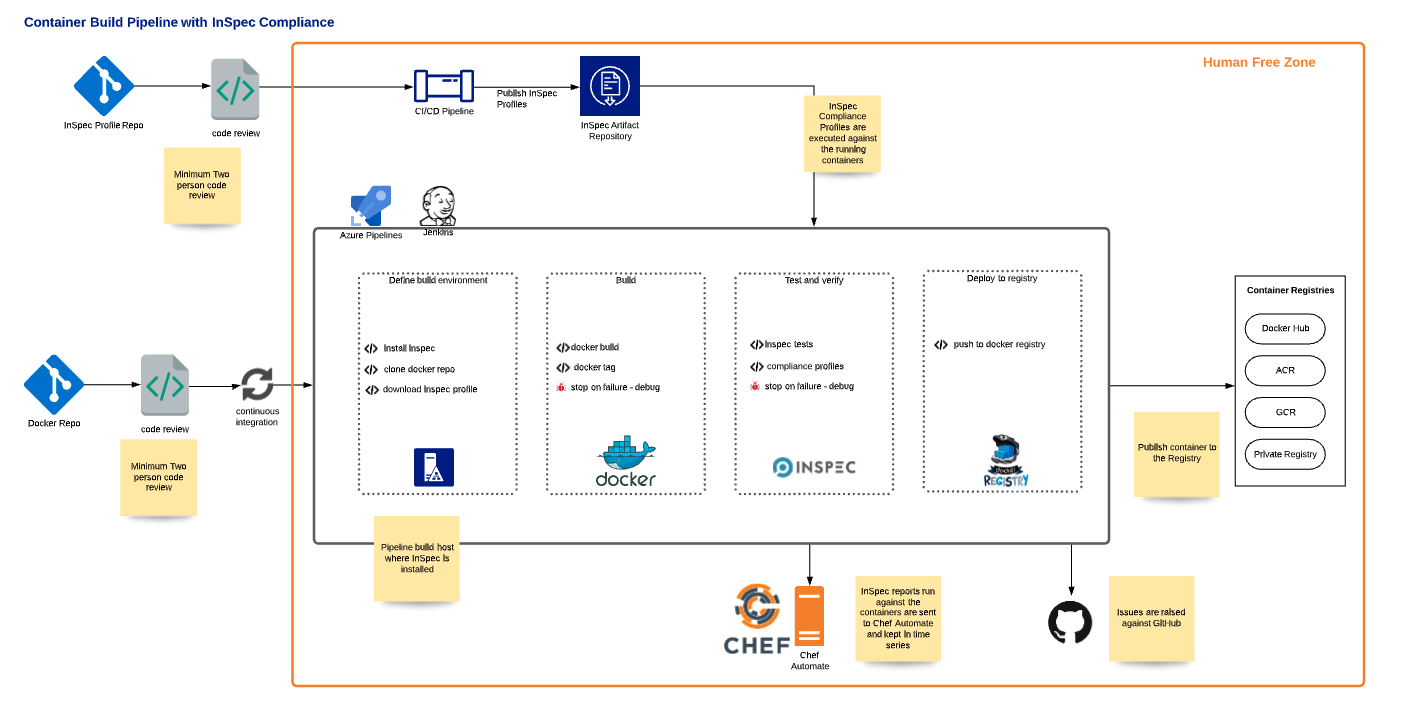 Container Build Pipeline with InSpec Compliance
Human Free Zone
InSpec Profile Repo
code review
Minimum Two
person code
review
CI/CD Pipeline
Publish InSpec
Profiles
InSpec Artifact
Repository
InSpec
Compliance
Profiles are
executed against
the running
containers
Azure Pipelines
Jenkins
Define build environment
Install Inspec
clone docker repo
download Inspec profile
Build
docker build
docker tag
stop on failure - debug
docker
Test and verify
Inspec tests
compliance profiles
stop on failure - debug
INSPEC
Deploy to registry
push to docker registry
Docker
REGISTRY
Docker Repo
code review
continuous
integration
Minimum Two
person code
review
Container Registries
Docker Hub
ACR
GCR
Private Registry
Publish container to
the Registry
Pipeline build host
where InSpec is
installed
CHEF
Chef
Automate
InSpec reports run
against the
containers are sent
to Chef Automate
and kept in time
series
Issues are raised
against GitHub